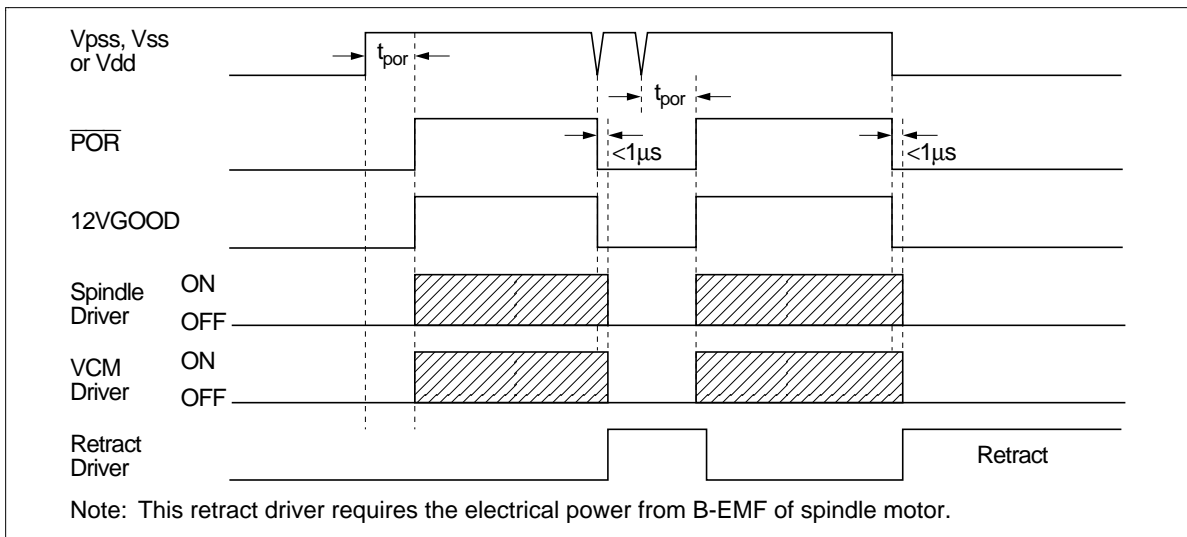 Vpss, Vss
or Vdd
tpor
tpor
POR
<1µs
<1µs
12VGOOD
Spindle
Driver
ON
OFF
VCM
Driver
ON
OFF
Retract
Driver
Retract
Note: This retract driver requires the electrical power from B-EMF of spindle motor.